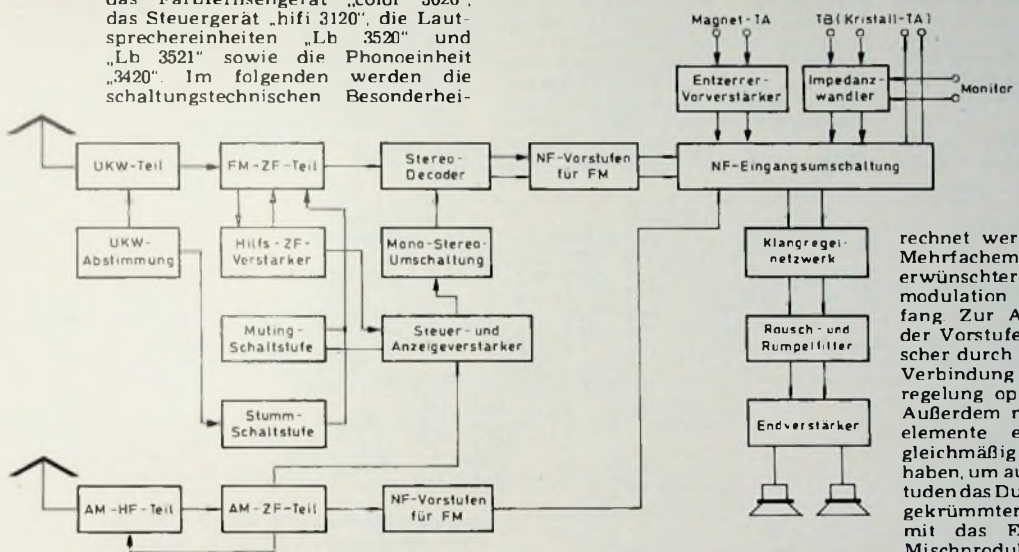 das Farbfernsehgerät „color 3020“,
das Steuergerät „hifi 3120“, die Laut-
sprechereinheiten „Lb 3520“ und
„Lb 3521“ sowie die Phonoeinheit
„3420“. Im folgenden werden die
schaltungstechnischen Besonderhei-
Magnet-TA
TB (Kristall-TA)
Entzerrer-
Vorverstärker
Impedanz-
wandler
Monitor
UKW-Teil
FM-ZF-Teil
Stereo-
Decoder
NF-Vorstufen
für FM
NF-Eingangsumschaltung
UKW-
Abstimmung
Hilfs-ZF-
Verstärker
Mono-Stereo-
Umschaltung
Klangregel-
netzwerk
Muting-
Schaltstufe
Steuer- und
Anzeigeverstärker
Rausch- und
Rumpelfilter
Stumm-
Schaltstufe
Endverstärker
AM-HF-Teil
AM-ZF-Teil
NF-Vorstufen
für FM
rechnet wer
Mehrfachem
erwünschter
modulation
fang. Zur A
der Vorstufe
scher durch
Verbindung
regelung op
Außerdem
elemente e
gleichmäßig
haben, um au
tuden das Du
gekrümmter
mit das
Mischprodul